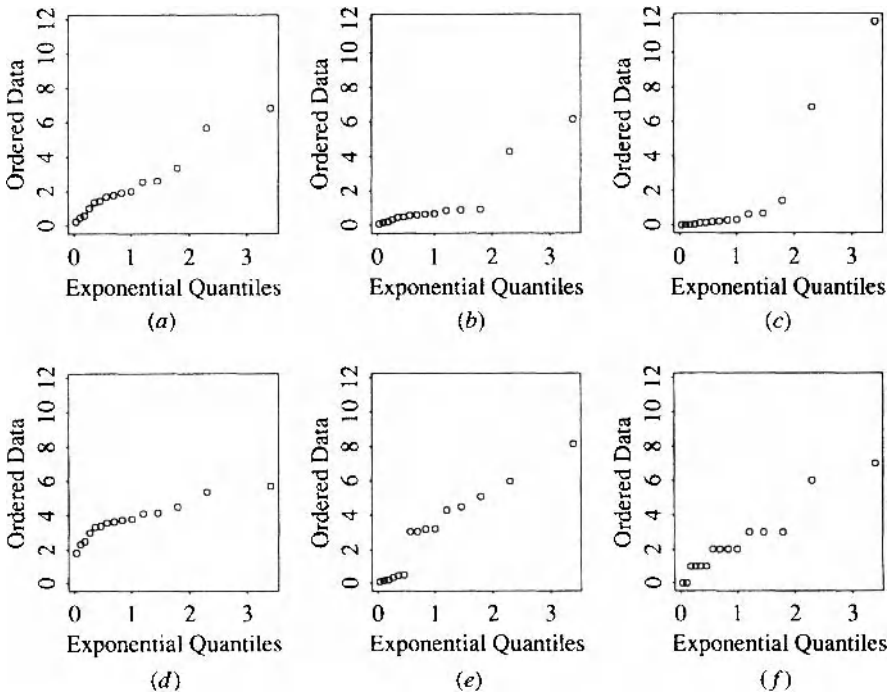 Ordered Data
0 2 4 6 8 10 12
0 1 2 3
Exponential Quantiles
(a)
Ordered Data
0 2 4 6 8 10 12
0 1 2 3
Exponential Quantiles
(b)
Ordered Data
0 2 4 6 8 10 12
0 1 2 3
Exponential Quantiles
(c)
Ordered Data
0 2 4 6 8 10 12
0 1 2 3
Exponential Quantiles
(d)
Ordered Data
0 2 4 6 8 10 12
0 1 2 3
Exponential Quantiles
(e)
Ordered Data
0 2 4 6 8 10 12
0 1 2 3
Exponential Quantiles
(f)